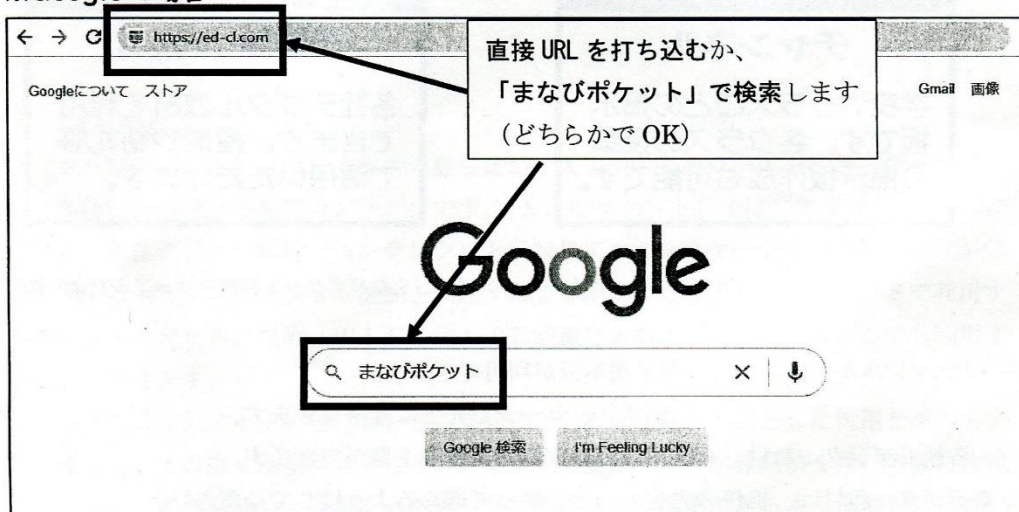 https://ed-cl.com
直接 URL を打ち込むか、
「まなびポケット」で検索します
(どちらかで OK)
Googleについて ストア
Gmail 画像
Google
まなびポケット
Google 検索 I'm Feeling Lucky